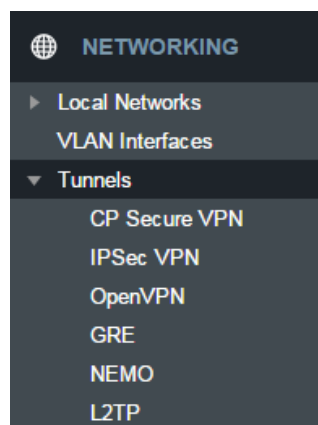 NETWORKING
Local Networks
VLAN Interfaces
Tunnels
CP Secure VPN
IPSec VPN
OpenVPN
GRE
NEMO
L2TP